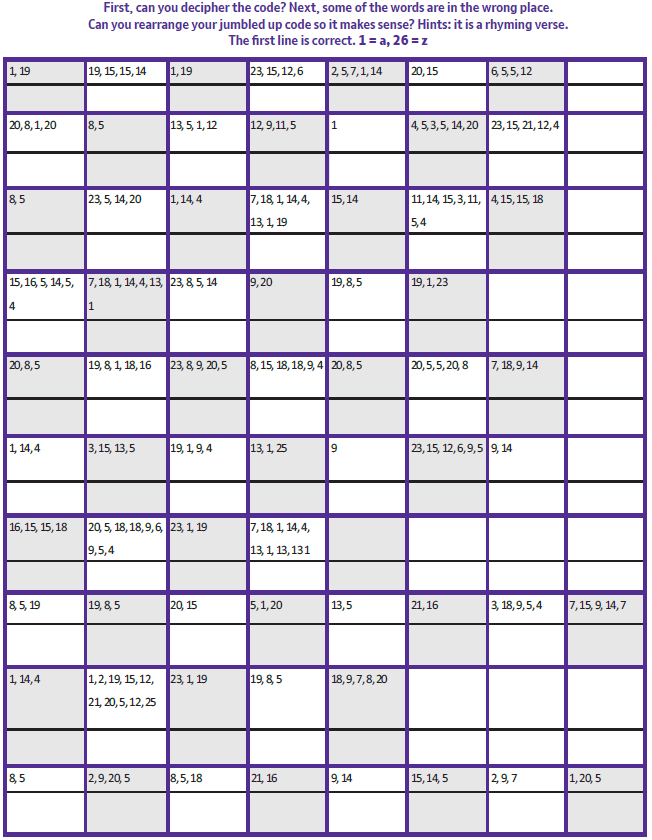 First, can you decipher the code? Next, some of the words are in the wrong place.
Can you rearrange your jumbled up code so it makes sense? Hints: it is a rhyming verse.
The first line is correct. 1 = a, 26 = z
1, 19 19, 15, 15, 14 1, 19 23, 15, 12, 6 2, 5, 7, 1, 14 20, 15 6, 5, 5, 12
20, 8, 1, 20 8, 5 13, 5, 1, 12 12, 9,11, 5 1 4, 5, 3, 5, 14, 20 23, 15, 21, 12, 4
8, 5 23, 5, 14, 20 1, 14, 4 7, 18, 1, 14, 4, 15, 14 11, 14, 15, 3, 11, 4, 15, 15, 18
13, 1, 19 5, 4
15, 16, 5, 14, 5, 7, 18, 1, 14, 4, 13, 23, 8, 5, 14 9, 20 19, 8, 5 19, 1, 23
4 1
20, 8, 5 19, 8, 1, 18, 16 23, 8, 9, 20, 5 8, 15, 18, 18, 9, 4 20, 8, 5 20, 5, 5, 20, 8 7, 18, 9, 14
1, 14, 4 3, 15, 13, 5 19, 1, 9, 4 13, 1, 25 9 23, 15, 12, 6, 9, 5 9, 14
16, 15, 15, 18 20, 5, 18, 18, 9, 6, 23, 1, 19 7, 18, 1, 14, 4,
9, 5, 4 13, 1, 13, 13 1
8, 5, 19 19, 8, 5 20, 15 5, 1, 20 13, 5 21, 16 3, 18, 9, 5, 4 7, 15, 9, 14, 7
1, 14, 4 1, 2, 19, 15, 12, 23, 1, 19 19, 8, 5 18, 9, 7, 8, 20
21, 20, 5, 12, 25
8, 5 2, 9, 20, 5 8, 5, 18 21, 16 9, 14 15, 14, 5 2, 9, 7 1, 20, 5